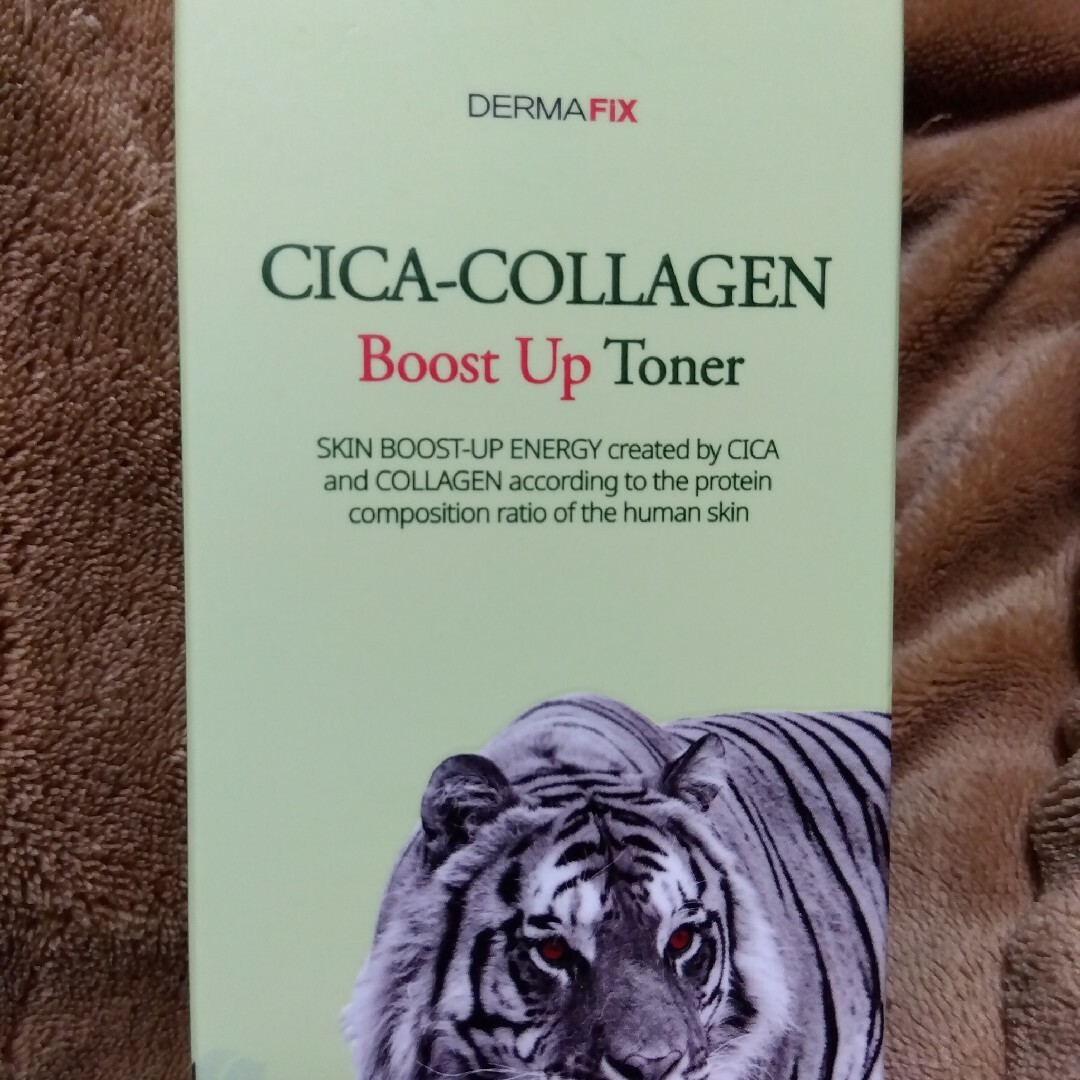 DERMAFIX
CICA-COLLAGEN
Boost Up Toner
SKIN BOOST-UP ENERGY created by CICA
and COLLAGEN according to the protein
composition ratio of the human skin